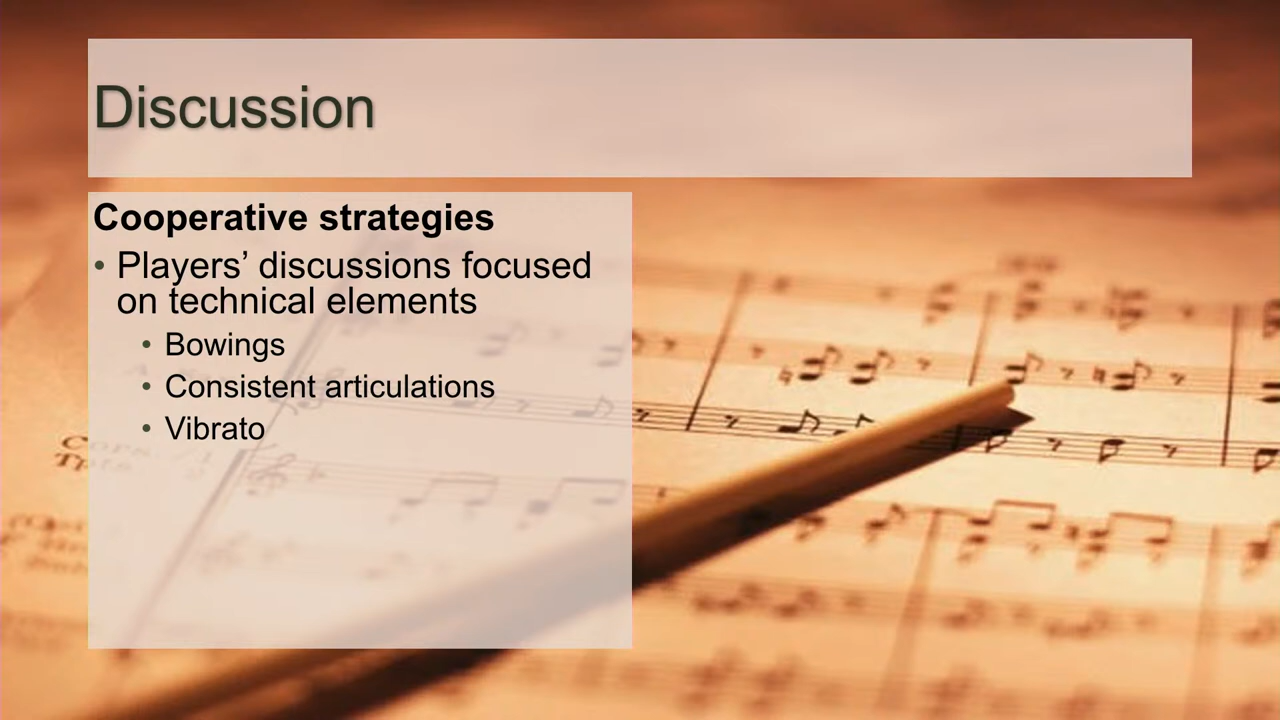 Discussion
Cooperative strategies
• Players’ discussions focused
on technical elements
• Bowings
• Consistent articulations
• Vibrato